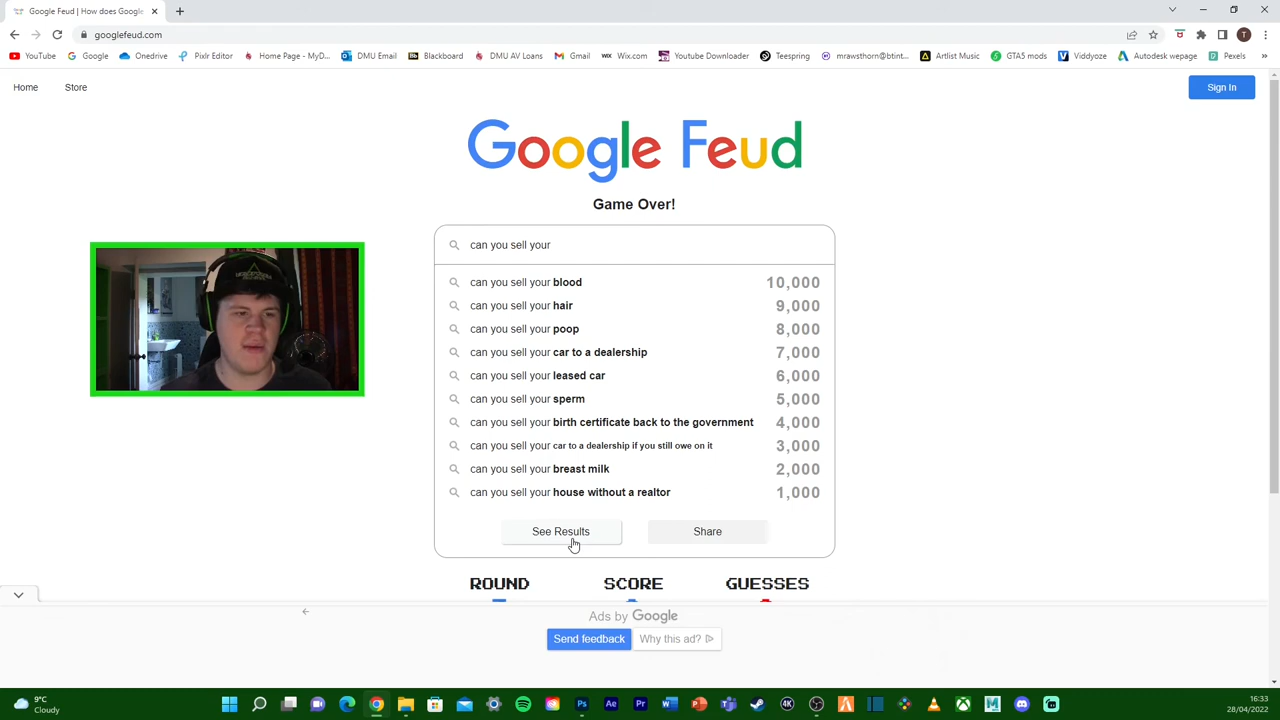 Google Feud | How does Google
googlefeud.com
YouTube Google Onedrive Pixlr Editor Home Page - MyD... DMU Email Blackboard DMU AV Loans Gmail Wix.com Youtube Downloader Teespring mrawsthorn@btint... Artlist Music GTA5 mods Viddyoze Autodesk wepage Pexels »
Home Store Sign In
Google Feud
Game Over!
can you sell your
can you sell your blood 10,000
can you sell your hair 9,000
can you sell your poop 8,000
can you sell your car to a dealership 7,000
can you sell your leased car 6,000
can you sell your sperm 5,000
can you sell your birth certificate back to the government 4,000
can you sell your car to a dealership if you still owe on it 3,000
can you sell your breast milk 2,000
can you sell your house without a realtor 1,000
See Results Share
ROUND SCORE GUESSES
Ads by Google
Send feedback Why this ad?
9°C
Cloudy
16:33
28/04/2022